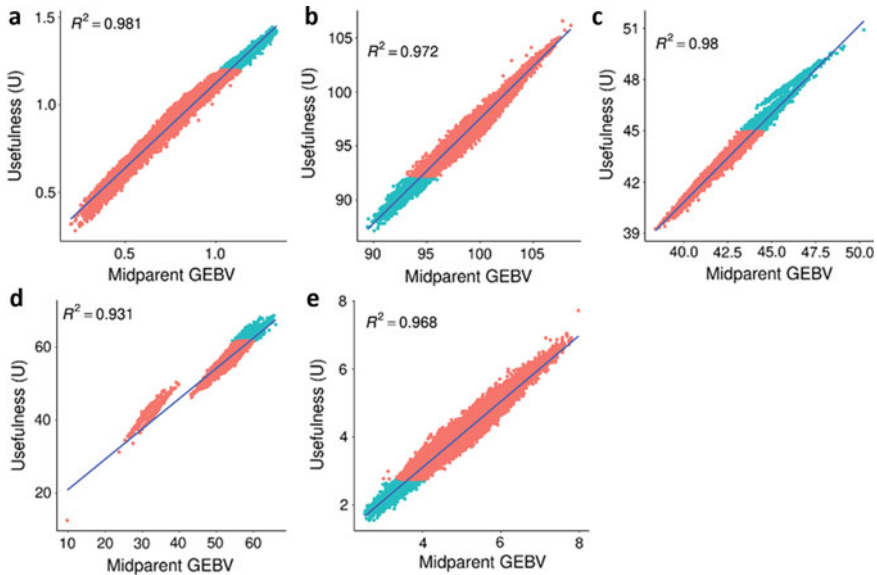 a
R² = 0.981
Usefulness (U)
1.5
1.0
0.5
0.5 1.0
Midparent GEBV
b
R² = 0.972
Usefulness (U)
105
100
95
90
90 95 100 105
Midparent GEBV
c
R² = 0.98
Usefulness (U)
48
45
42
39
40.0 42.5 45.0 47.5 50.0
Midparent GEBV
d
R² = 0.931
Usefulness (U)
60
40
20
10 20 30 40 50 60
Midparent GEBV
e
R² = 0.968
Usefulness (U)
8
6
4
2
4 6 8
Midparent GEBV